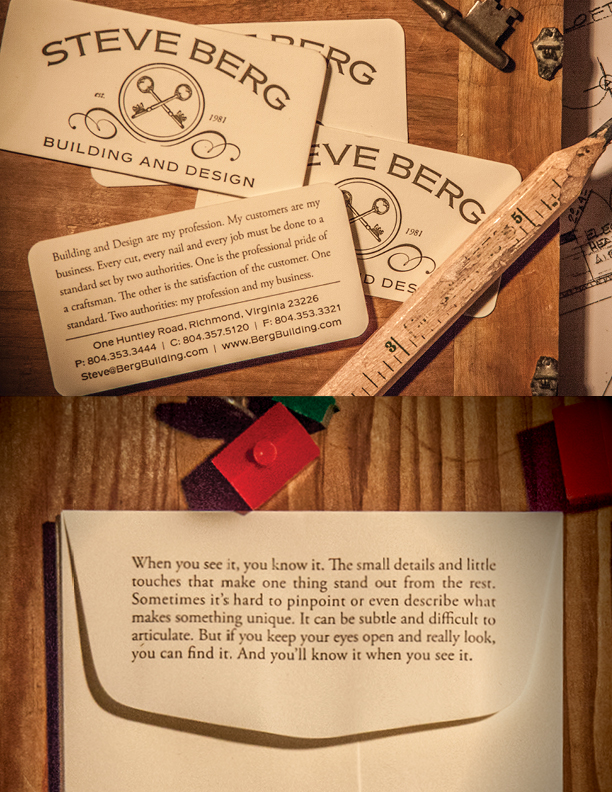 STEVE BERG
est. 1981
BUILDING AND DESIGN
BERG
EVE BERG
1981
D DES
Building and Design are my profession. My customers are my
business. Every cut, every nail and every job must be done to a
standard set by two authorities. One is the professional pride of
a craftsman. The other is the satisfaction of the customer. One
standard. Two authorities: my profession and my business.
One Huntley Road, Richmond, Virginia 23226
P: 804.353.3444 | C: 804.357.5120 | F: 804.353.3321
Steve@BergBuilding.com | www.BergBuilding.com
5
3
LOFT
When you see it, you know it. The small details and little
touches that make one thing stand out from the rest.
Sometimes it's hard to pinpoint or even describe what
makes something unique. It can be subtle and difficult to
articulate. But if you keep your eyes open and really look,
you can find it. And you'll know it when you see it.